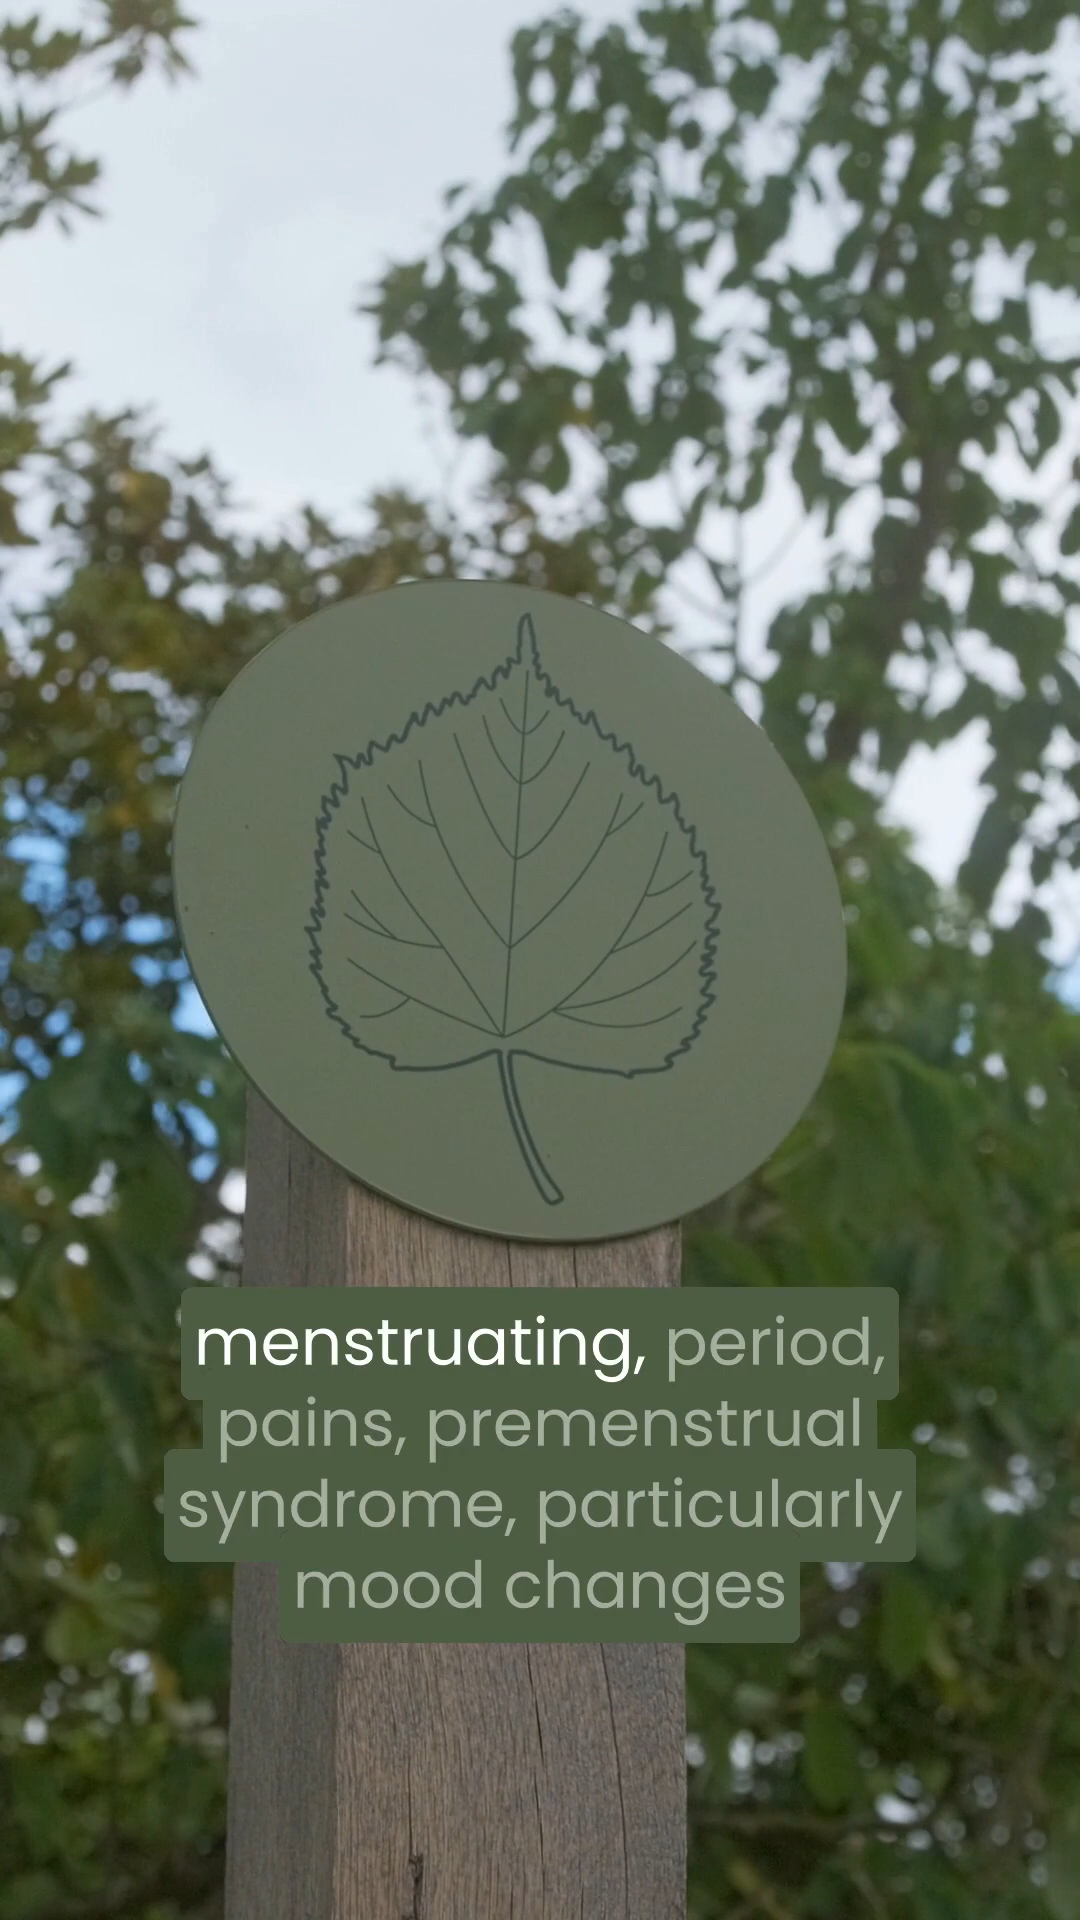 menstruating, period,
pains, premenstrual
syndrome, particularly
mood changes